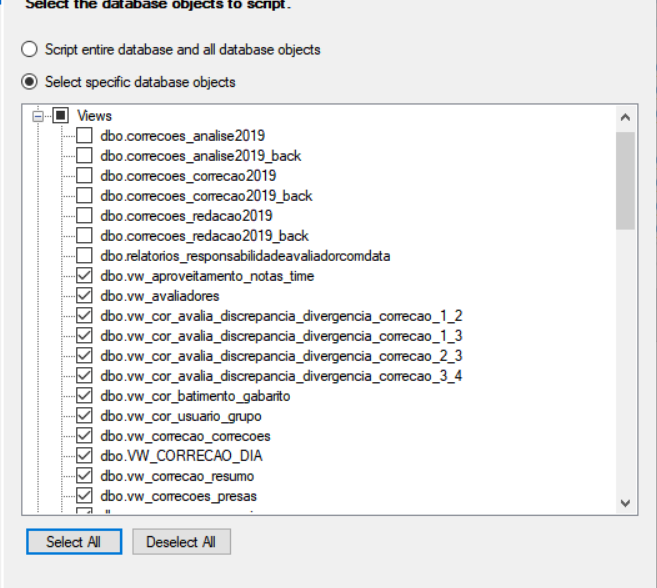 Select the database objects to script.
Script entire database and all database objects
Select specific database objects
Views
dbo.correcoes_analise2019
dbo.correcoes_analise2019_back
dbo.correcoes_correcao2019
dbo.correcoes_correcao2019_back
dbo.correcoes_redacao2019
dbo.correcoes_redacao2019_back
dbo.relatorios_responsabilidadeavaliadorcomdata
dbo.vw_aproveitamento_notas_time
dbo.vw_avaliadores
dbo.vw_cor_avalia_discrepancia_divergencia_correcao_1_2
dbo.vw_cor_avalia_discrepancia_divergencia_correcao_1_3
dbo.vw_cor_avalia_discrepancia_divergencia_correcao_2_3
dbo.vw_cor_avalia_discrepancia_divergencia_correcao_3_4
dbo.vw_cor_batimento_gabarito
dbo.vw_cor_usuario_grupo
dbo.vw_correcao_correcoes
dbo.VW_CORRECAO_DIA
dbo.vw_correcao_resumo
dbo.vw_correcoes_presas
Select All
Deselect All